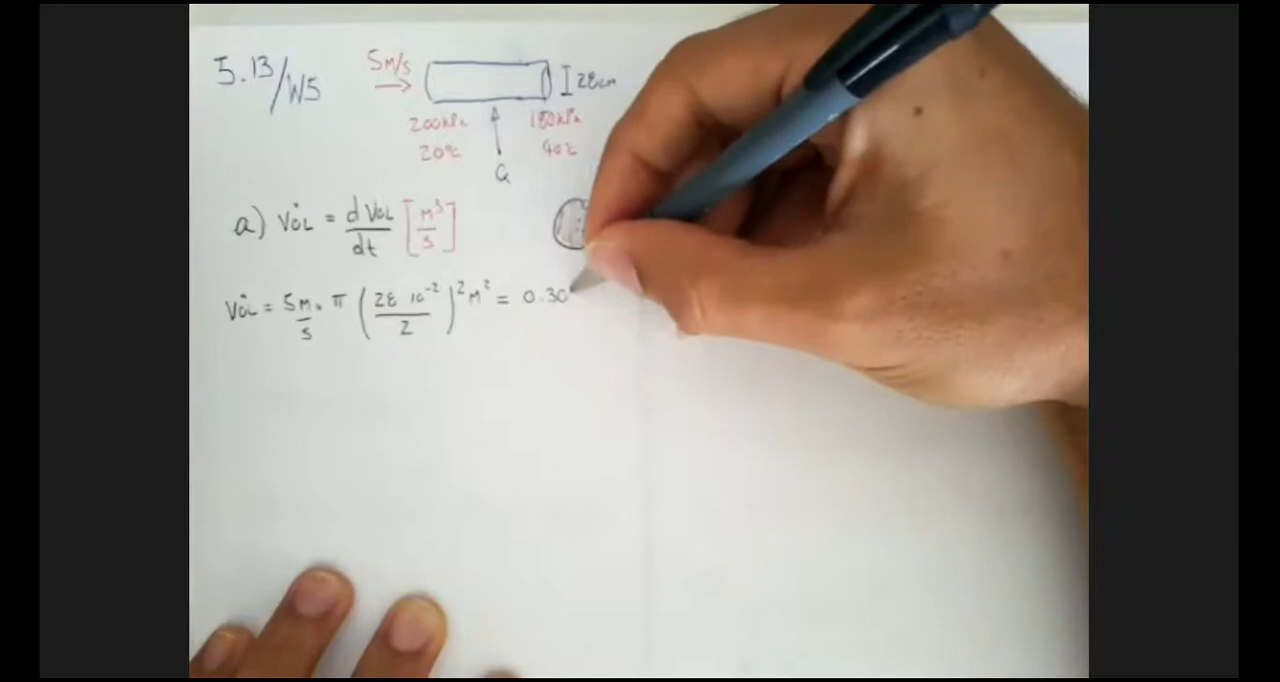 5.13/W5
5M/s
28cm
200kPa 180kPa
20°C 40°C
Q
a) VOL̇ = dVOL/dt [M³/s]
VOL̇ = 5M/s · π (28 10⁻²/2)² M² = 0.30